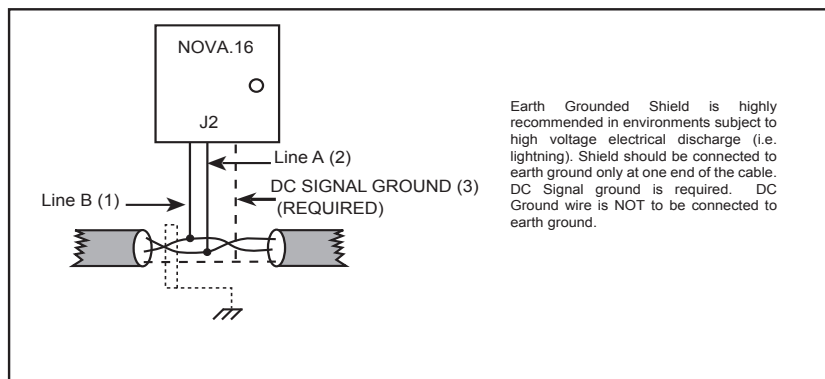 NOVA.16
J2
Line A (2)
Line B (1)
DC SIGNAL GROUND (3)
(REQUIRED)
Earth Grounded Shield is highly
recommended in environments subject to
high voltage electrical discharge (i.e.
lightning). Shield should be connected to
earth ground only at one end of the cable.
DC Signal ground is required. DC
Ground wire is NOT to be connected to
earth ground.